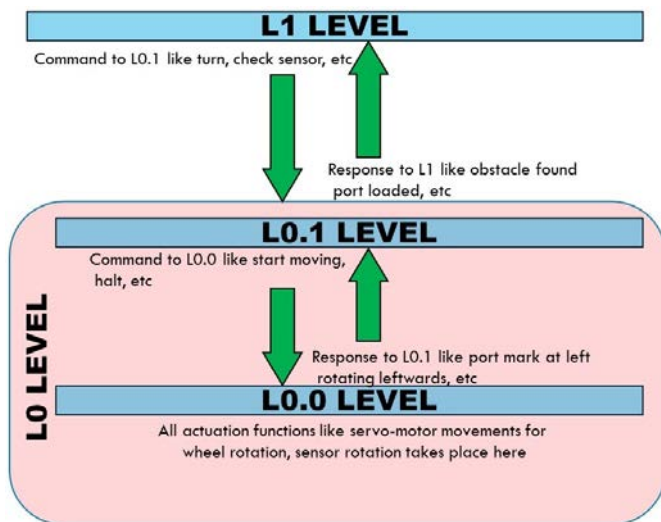 L1 LEVEL
Command to L0.1 like turn, check sensor, etc
Response to L1 like obstacle found
port loaded, etc
L0.1 LEVEL
Command to L0.0 like start moving,
halt, etc
L0 LEVEL
Response to L0.1 like port mark at left
rotating leftwards, etc
L0.0 LEVEL
All actuation functions like servo-motor movements for
wheel rotation, sensor rotation takes place here